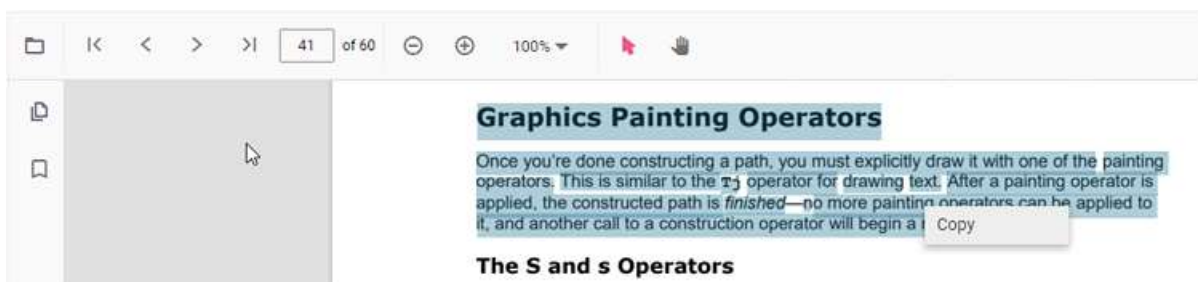 41 of 60 100%
Graphics Painting Operators
Once you're done constructing a path, you must explicitly draw it with one of the painting
operators. This is similar to the Tj operator for drawing text. After a painting operator is
applied, the constructed path is finished—no more painting operators can be applied to
it, and another call to a construction operator will begin a
Copy
The S and s Operators